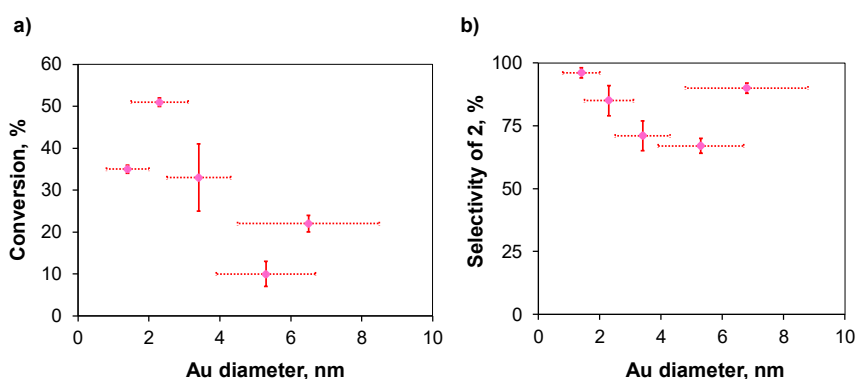 a)
Conversion, %
60
50
40
30
20
10
0
0 2 4 6 8 10
Au diameter, nm
b)
Selectivity of 2, %
100
75
50
25
0
0 2 4 6 8 10
Au diameter, nm